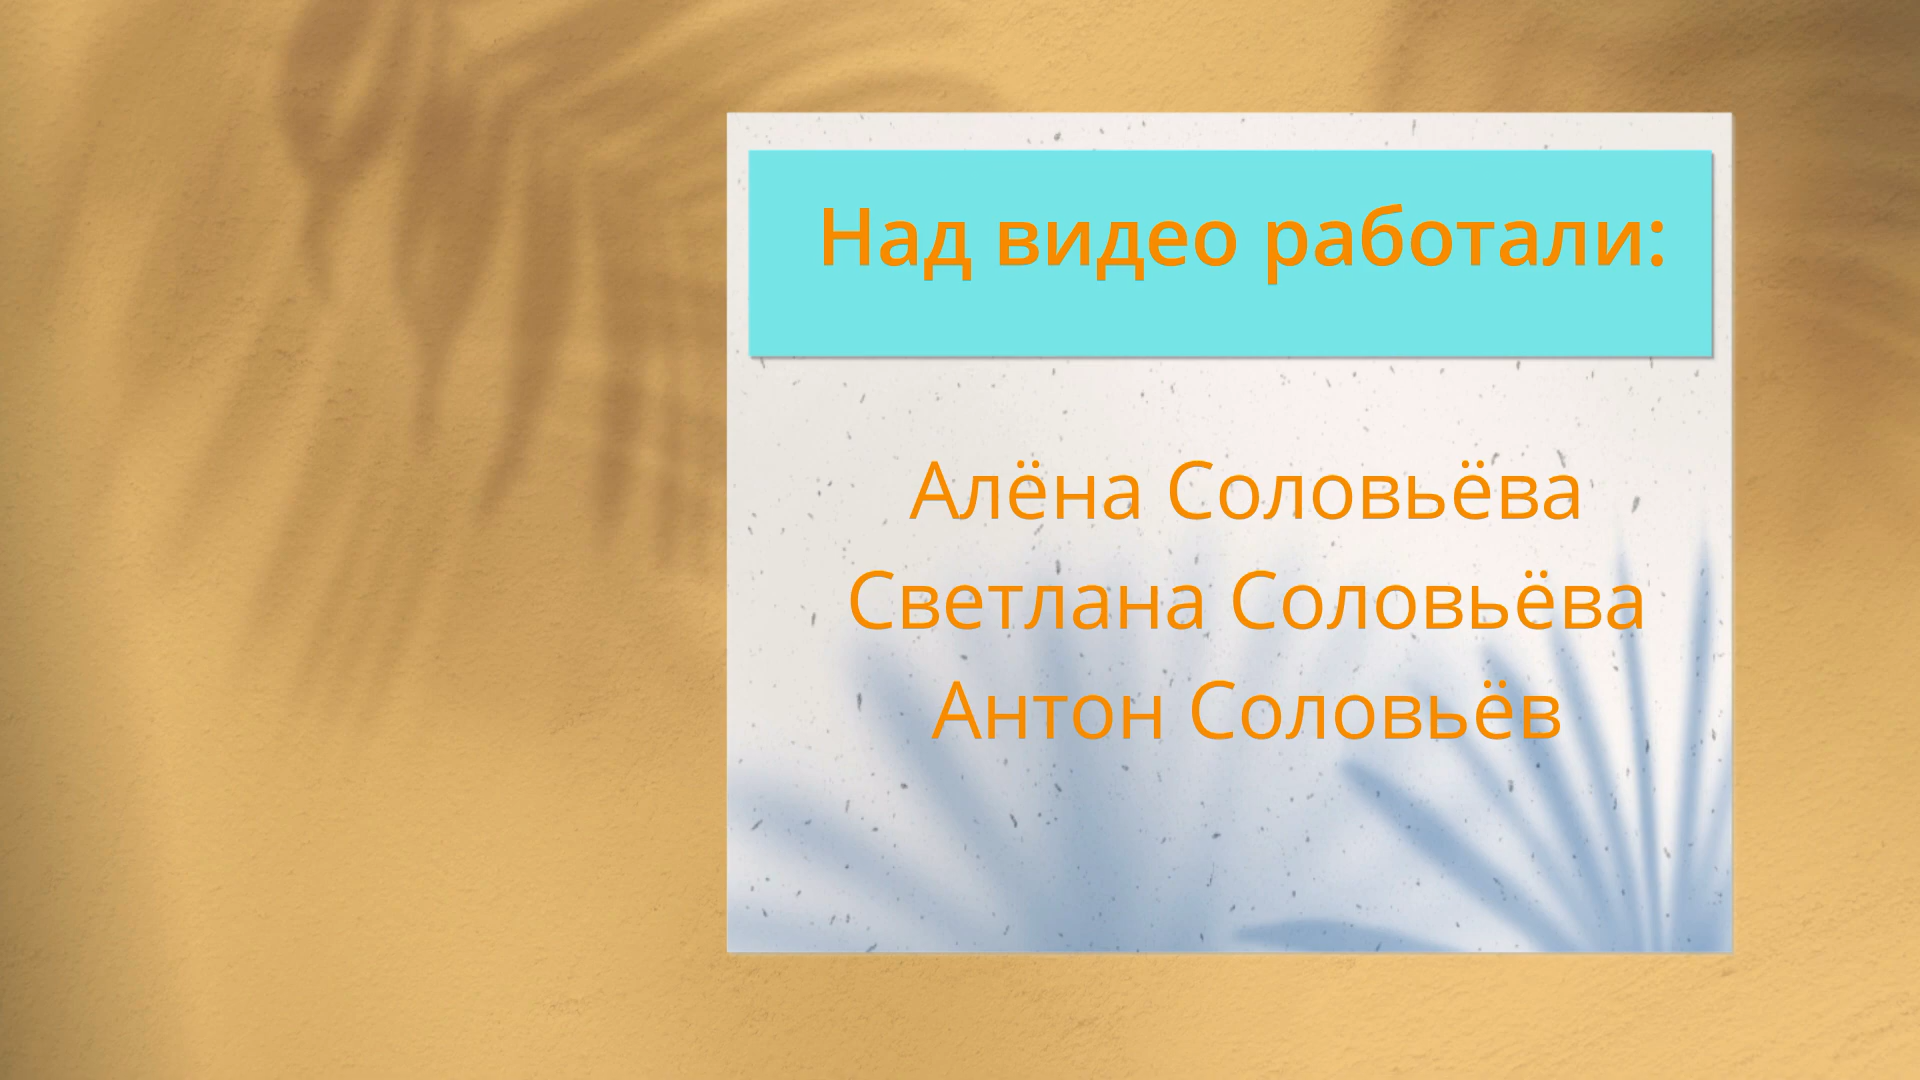 Над видео работали:
Алёна Соловьёва
Светлана Соловьёва
Антон Соловьёв